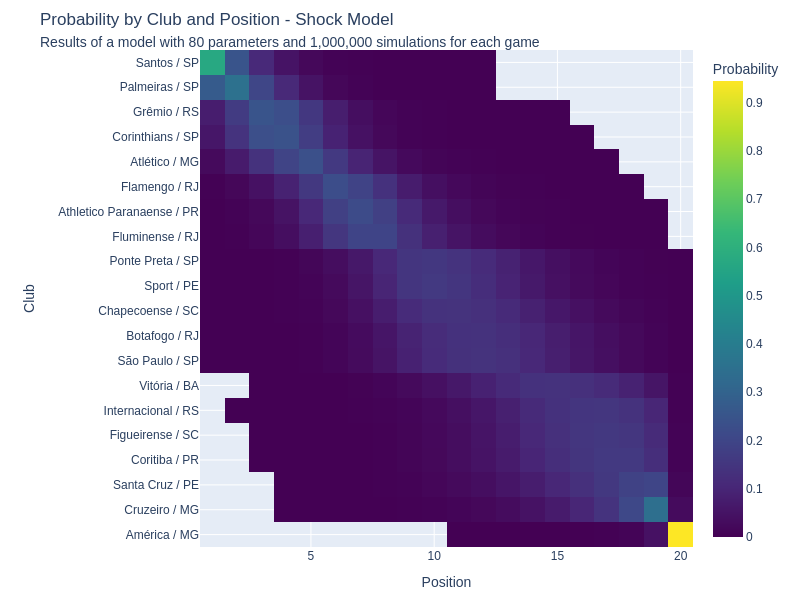 Probability by Club and Position - Shock Model
Results of a model with 80 parameters and 1,000,000 simulations for each game
Probability
Santos / SP
Palmeiras / SP
Grêmio / RS
Corinthians / SP
Atlético / MG
Flamengo / RJ
Athletico Paranaense / PR
Fluminense / RJ
Ponte Preta / SP
Sport / PE
Chapecoense / SC
Botafogo / RJ
São Paulo / SP
Vitória / BA
Internacional / RS
Figueirense / SC
Coritiba / PR
Santa Cruz / PE
Cruzeiro / MG
América / MG
Club
5
10
15
20
Position
0.9
0.8
0.7
0.6
0.5
0.4
0.3
0.2
0.1
0